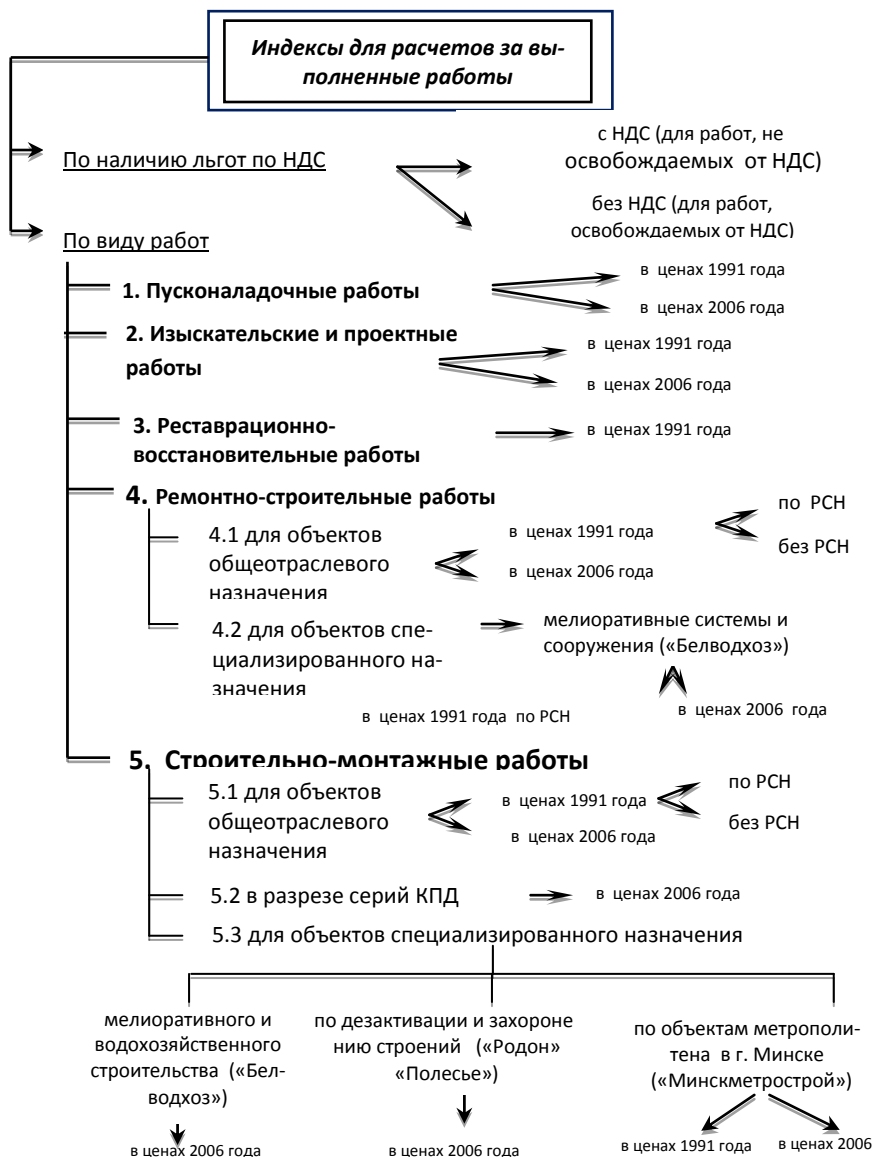 Индексы для расчетов за вы-
полненные работы
По наличию льгот по НДС
с НДС (для работ, не
освобождаемых от НДС)
без НДС (для работ,
освобождаемых от НДС)
По виду работ
1. Пусконаладочные работы
в ценах 1991 года
в ценах 2006 года
2. Изыскательские и проектные
работы
в ценах 1991 года
в ценах 2006 года
3. Реставрационно-
восстановительные работы
в ценах 1991 года
4. Ремонтно-строительные работы
4.1 для объектов
общеотраслевого
назначения
в ценах 1991 года
в ценах 2006 года
по РСН
без РСН
4.2 для объектов спе-
циализированного на-
значения
мелиоративные системы и
сооружения («Белводхоз»)
в ценах 1991 года по РСН
в ценах 2006 года
5. Строительно-монтажные работы
5.1 для объектов
общеотраслевого
назначения
в ценах 1991 года
в ценах 2006 года
по РСН
без РСН
5.2 в разрезе серий КПД
в ценах 2006 года
5.3 для объектов специализированного назначения
мелиоративного и
водохозяйственного
строительства («Бел-
водхоз»)
в ценах 2006 года
по дезактивации и захороне
нию строений («Родон»
«Полесье»)
в ценах 2006 года
по объектам метрополи-
тена в г. Минске
(«Минскметрострой»)
в ценах 1991 года
в ценах 2006